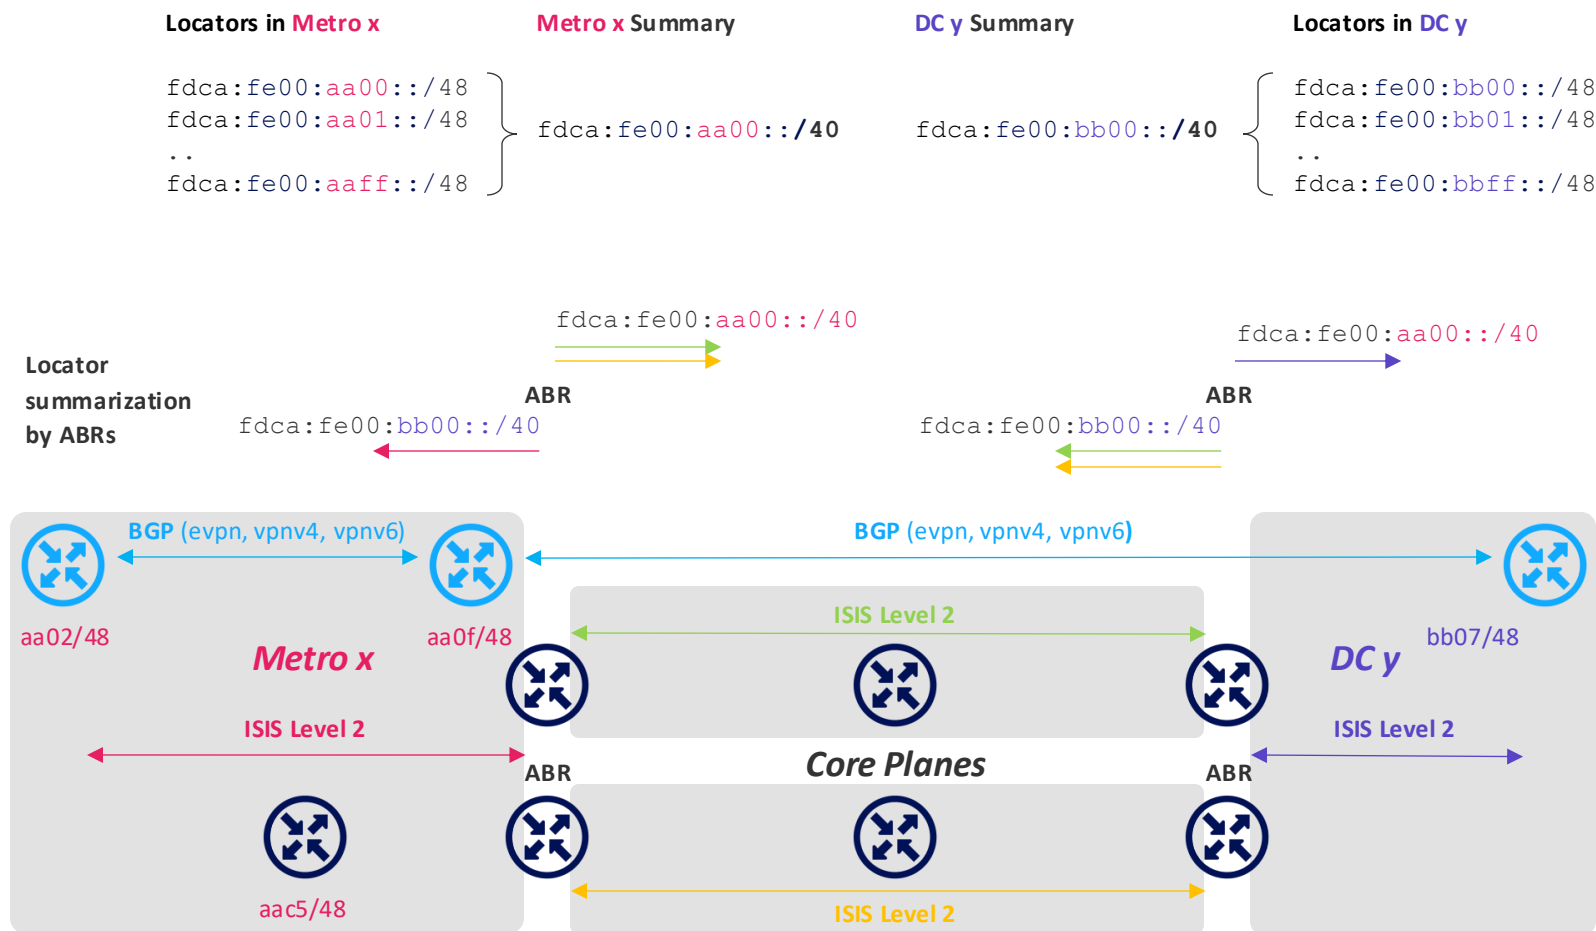 Locators in Metro x
Metro x Summary
DC y Summary
Locators in DC y
fdca:fe00:aa00::/48
fdca:fe00:aa01::/48
..
fdca:fe00:aaff::/48
fdca:fe00:aa00::/40
fdca:fe00:bb00::/40
fdca:fe00:bb00::/48
fdca:fe00:bb01::/48
..
fdca:fe00:bbff::/48
Locator
summarization
by ABRs
fdca:fe00:aa00::/40
ABR
fdca:fe00:bb00::/40
fdca:fe00:aa00::/40
ABR
fdca:fe00:bb00::/40
BGP (evpn, vpnv4, vpnv6)
BGP (evpn, vpnv4, vpnv6)
aa02/48
aa0f/48
Metro x
ISIS Level 2
DC y
bb07/48
ISIS Level 2
ISIS Level 2
ABR
Core Planes
ABR
aac5/48
ISIS Level 2